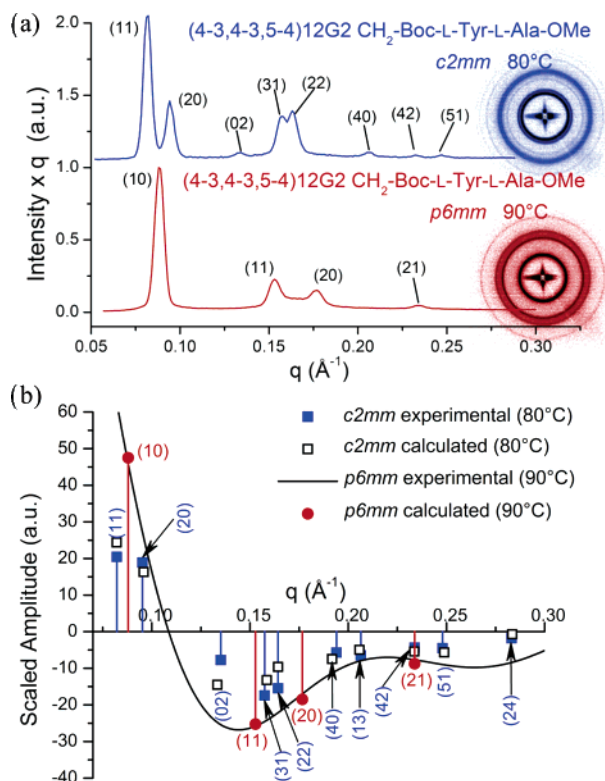 (a)
(4-3,4-3,5-4)12G2 CH2-Boc-L-Tyr-L-Ala-OMe
c2mm 80°C
(11)
(20)
(02)
(31)
(22)
(40)
(42)
(51)
(4-3,4-3,5-4)12G2 CH2-Boc-L-Tyr-L-Ala-OMe
p6mm 90°C
(10)
(11)
(20)
(21)
Intensity x q (a.u.)
2.0
1.5
1.0
0.5
0.0
0.05 0.10 0.15 0.20 0.25 0.30
q (Å-1)
(b)
c2mm experimental (80°C)
c2mm calculated (80°C)
p6mm experimental (90°C)
p6mm calculated (90°C)
Scaled Amplitude (a.u.)
60
50
40
30
20
10
0
-10
-20
-30
-40
q (Å-1)
0.10 0.15 0.20 0.25 0.30
(10)
(11)
(20)
(02)
(11)
(31)
(22)
(20)
(40)
(13)
(42)
(21)
(51)
(24)